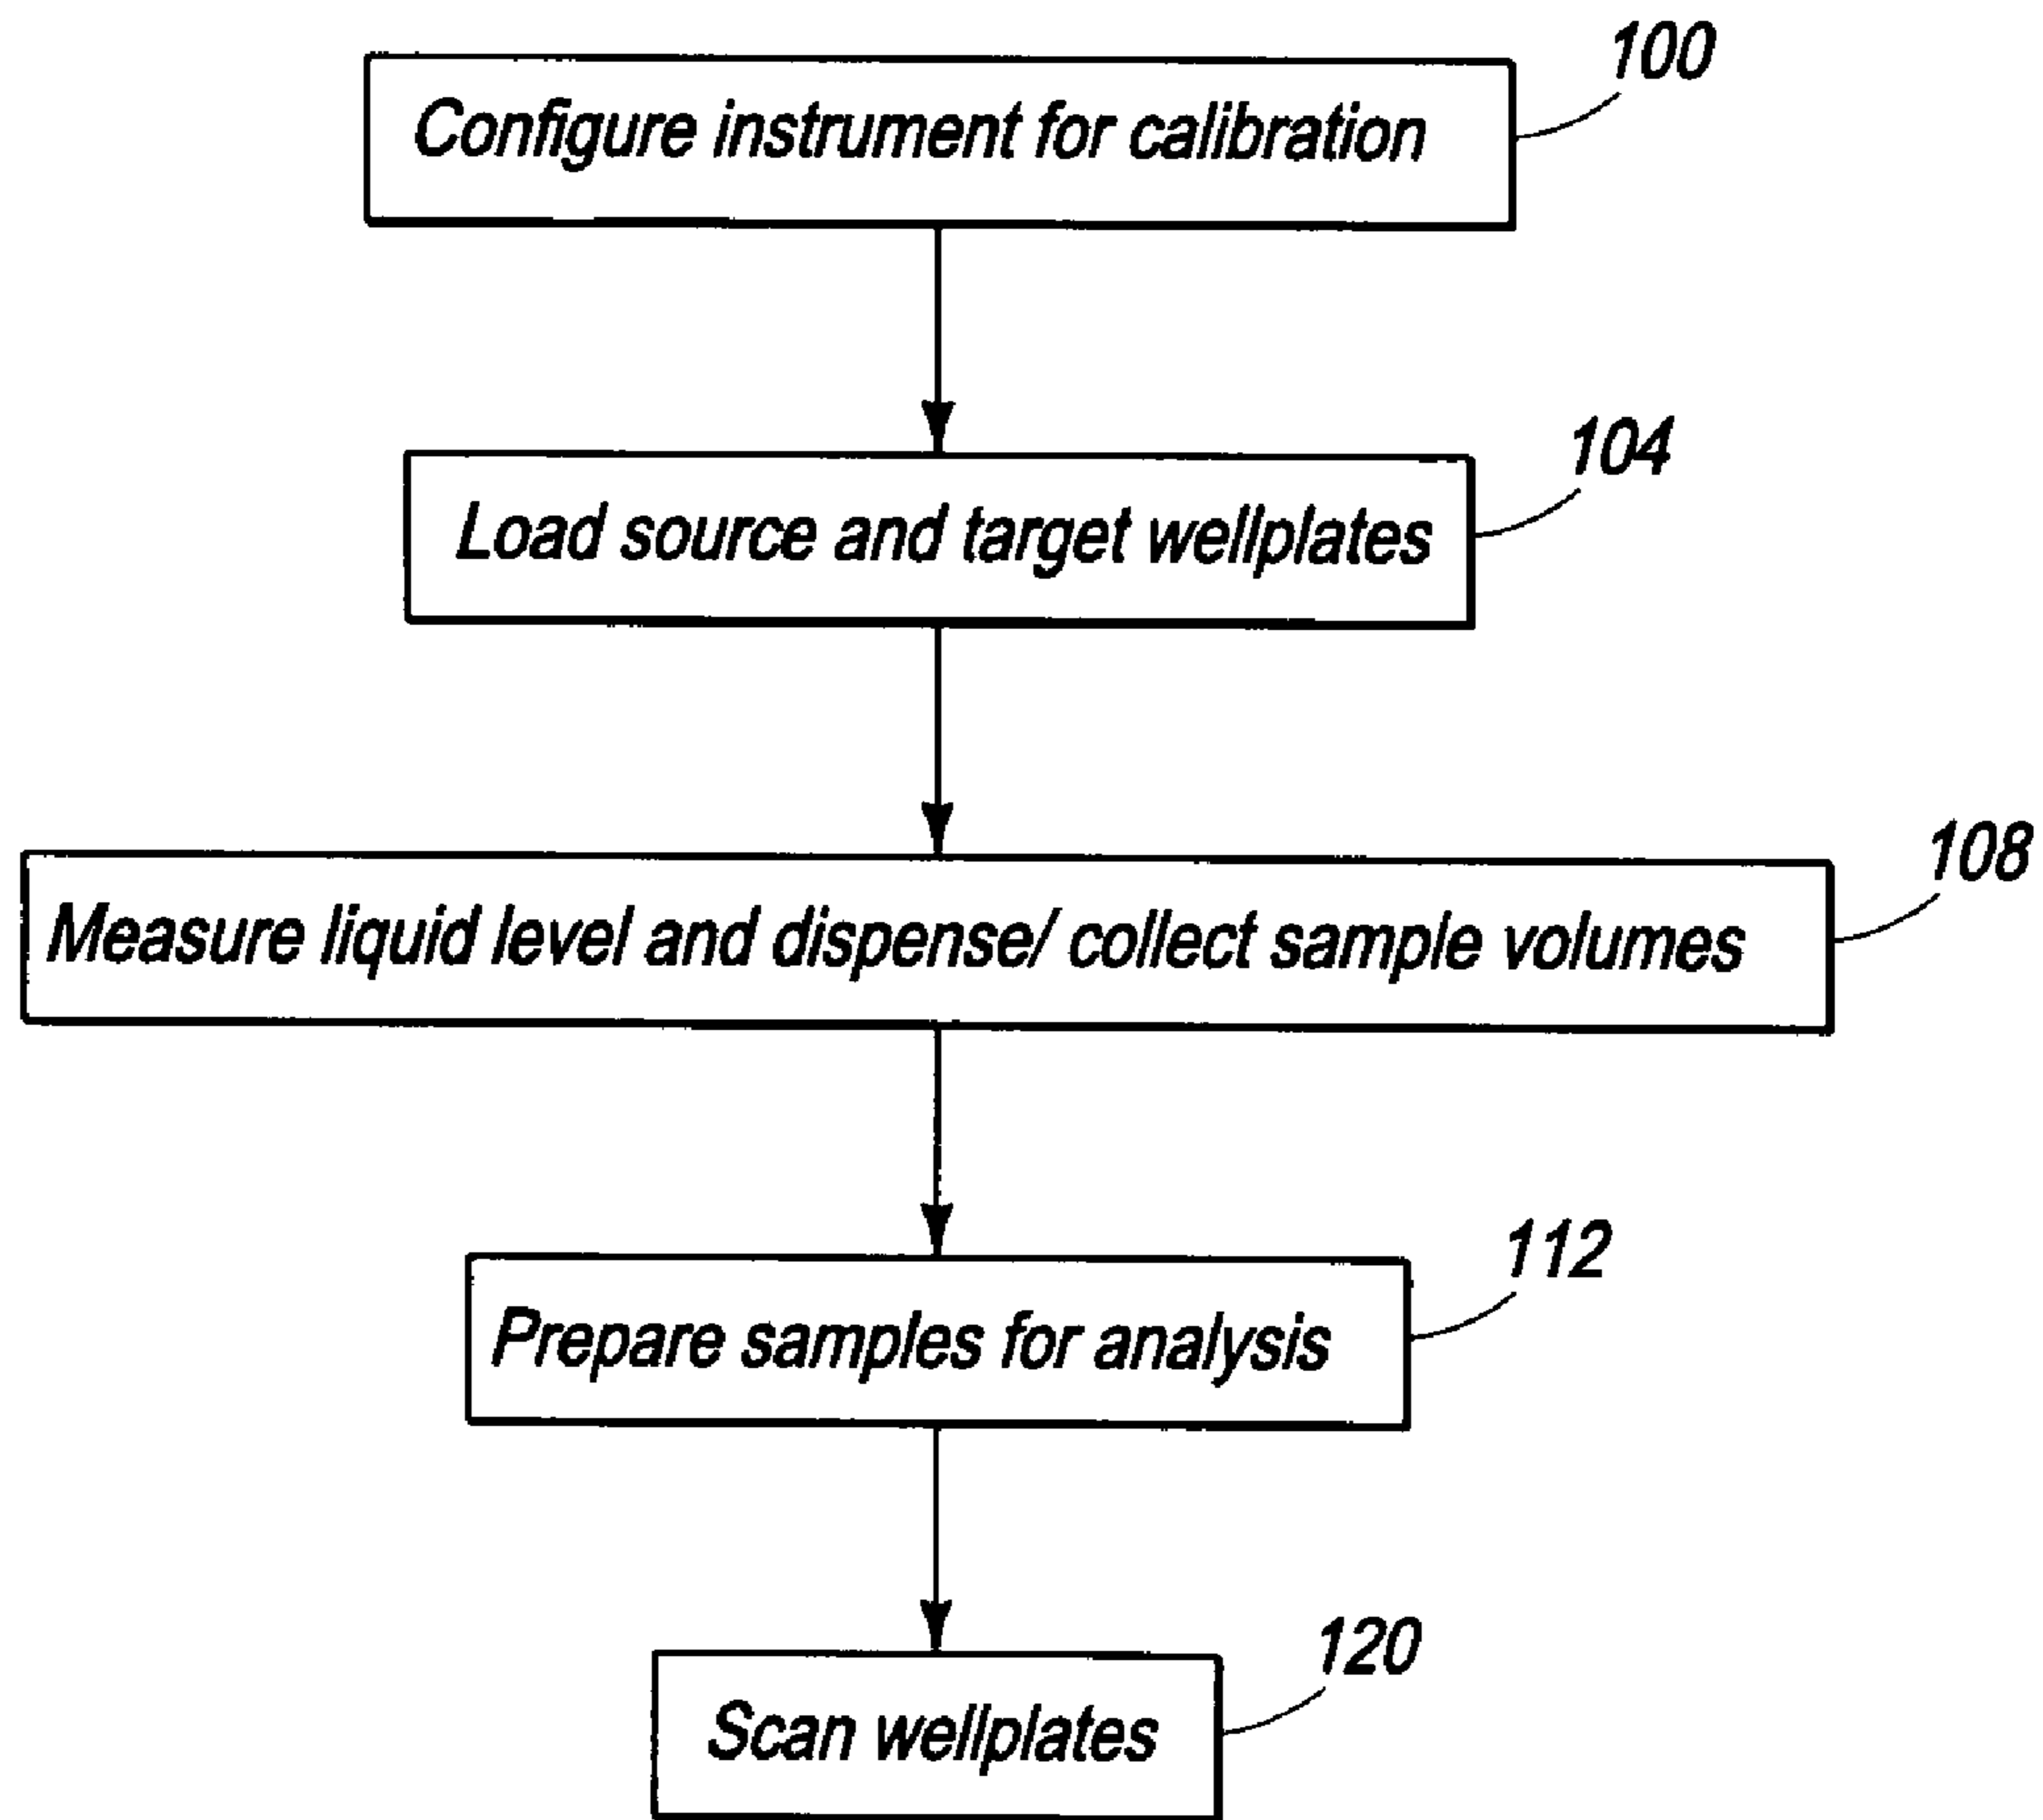 100
Configure instrument for calibration
104
Load source and target wellplates
108
Measure liquid level and dispense/ collect sample volumes
112
Prepare samples for analysis
120
Scan wellplates